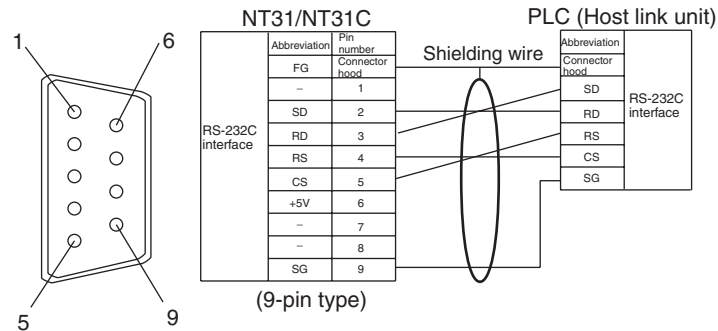 NT31/NT31C
PLC (Host link unit)
1
6
5
9
RS-232C
interface
Abbreviation
Pin
number
FG
Connector
hood
–
1
SD
2
RD
3
RS
4
CS
5
+5V
6
–
7
–
8
SG
9
(9-pin type)
Shielding wire
Abbreviation
Connector
hood
SD
RD
RS
CS
SG
RS-232C
interface